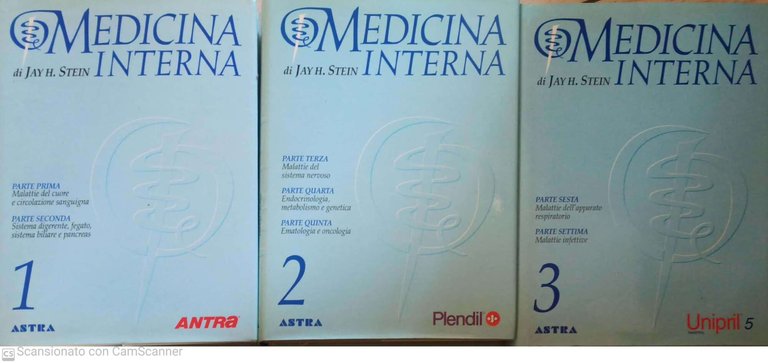 MEDICINA
di JAY H. STEIN INTERNA
PARTE PRIMA
Malattie del cuore
e circolazione sanguigna
PARTE SECONDA
Sistema digerente, fegato,
sistema biliare e pancreas
1
ASTRA
ANTRA
MEDICINA
di JAY H. STEIN INTERNA
PARTE TERZA
Malattie del
sistema nervoso
PARTE QUARTA
Endocrinologia,
metabolismo e genetica
PARTE QUINTA
Ematologia e oncologia
2
ASTRA
Plendil
MEDICINA
di JAY H. STEIN INTERNA
PARTE SESTA
Malattie dell'apparato
respiratorio
PARTE SETTIMA
Malattie infettive
3
ASTRA
Unipril 5
CS Scansionato con CamScanner